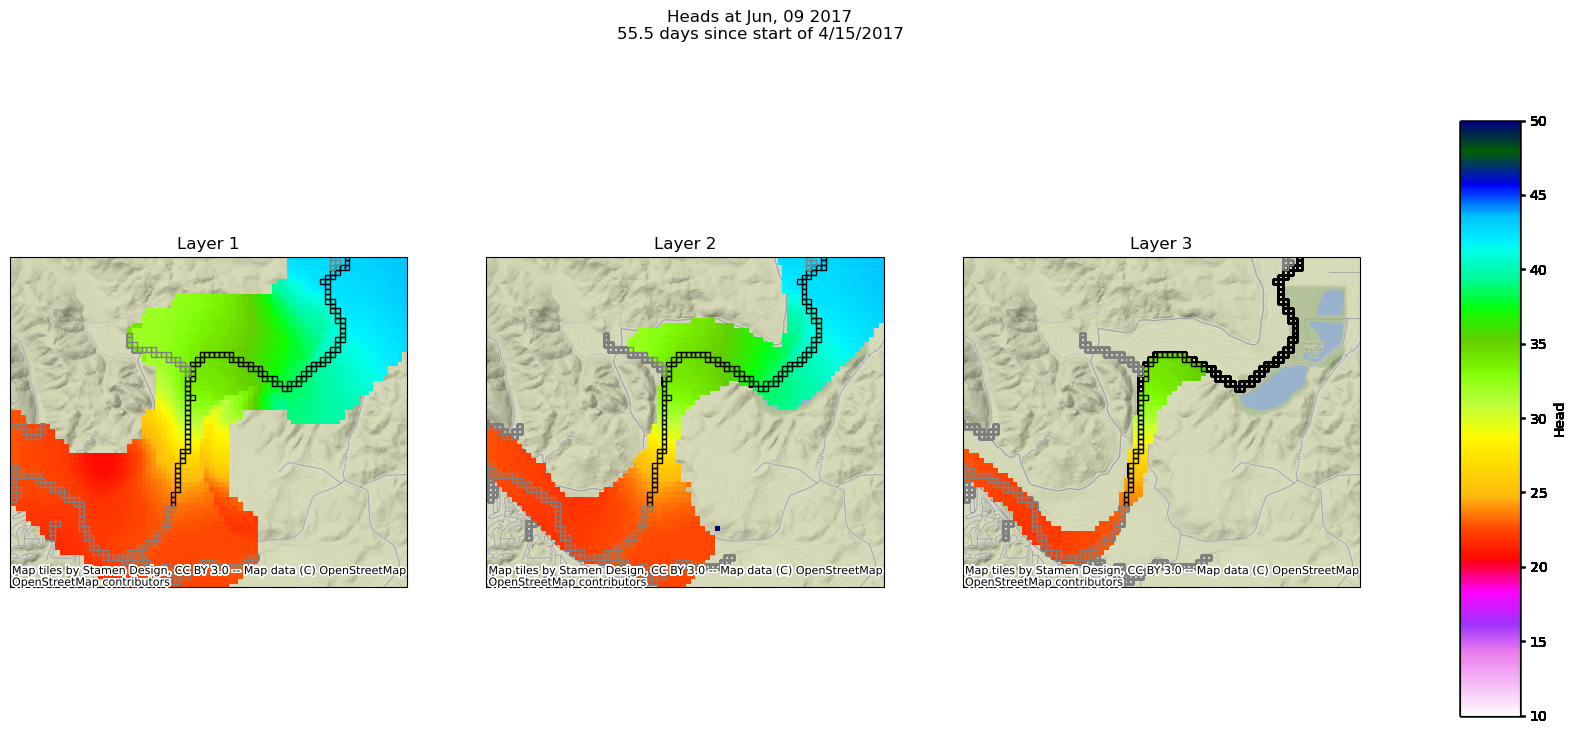 Heads at Jun, 09 2017
55.5 days since start of 4/15/2017
Layer 1
Layer 2
Layer 3
Map tiles by Stamen Design, CC BY 3.0 -- Map data (C) OpenStreetMap
OpenStreetMap contributors
Map tiles by Stamen Design, CC BY 3.0 -- Map data (C) OpenStreetMap
OpenStreetMap contributors
Map tiles by Stamen Design, CC BY 3.0 -- Map data (C) OpenStreetMap
OpenStreetMap contributors
50
45
40
35
30
25
20
15
10
Head